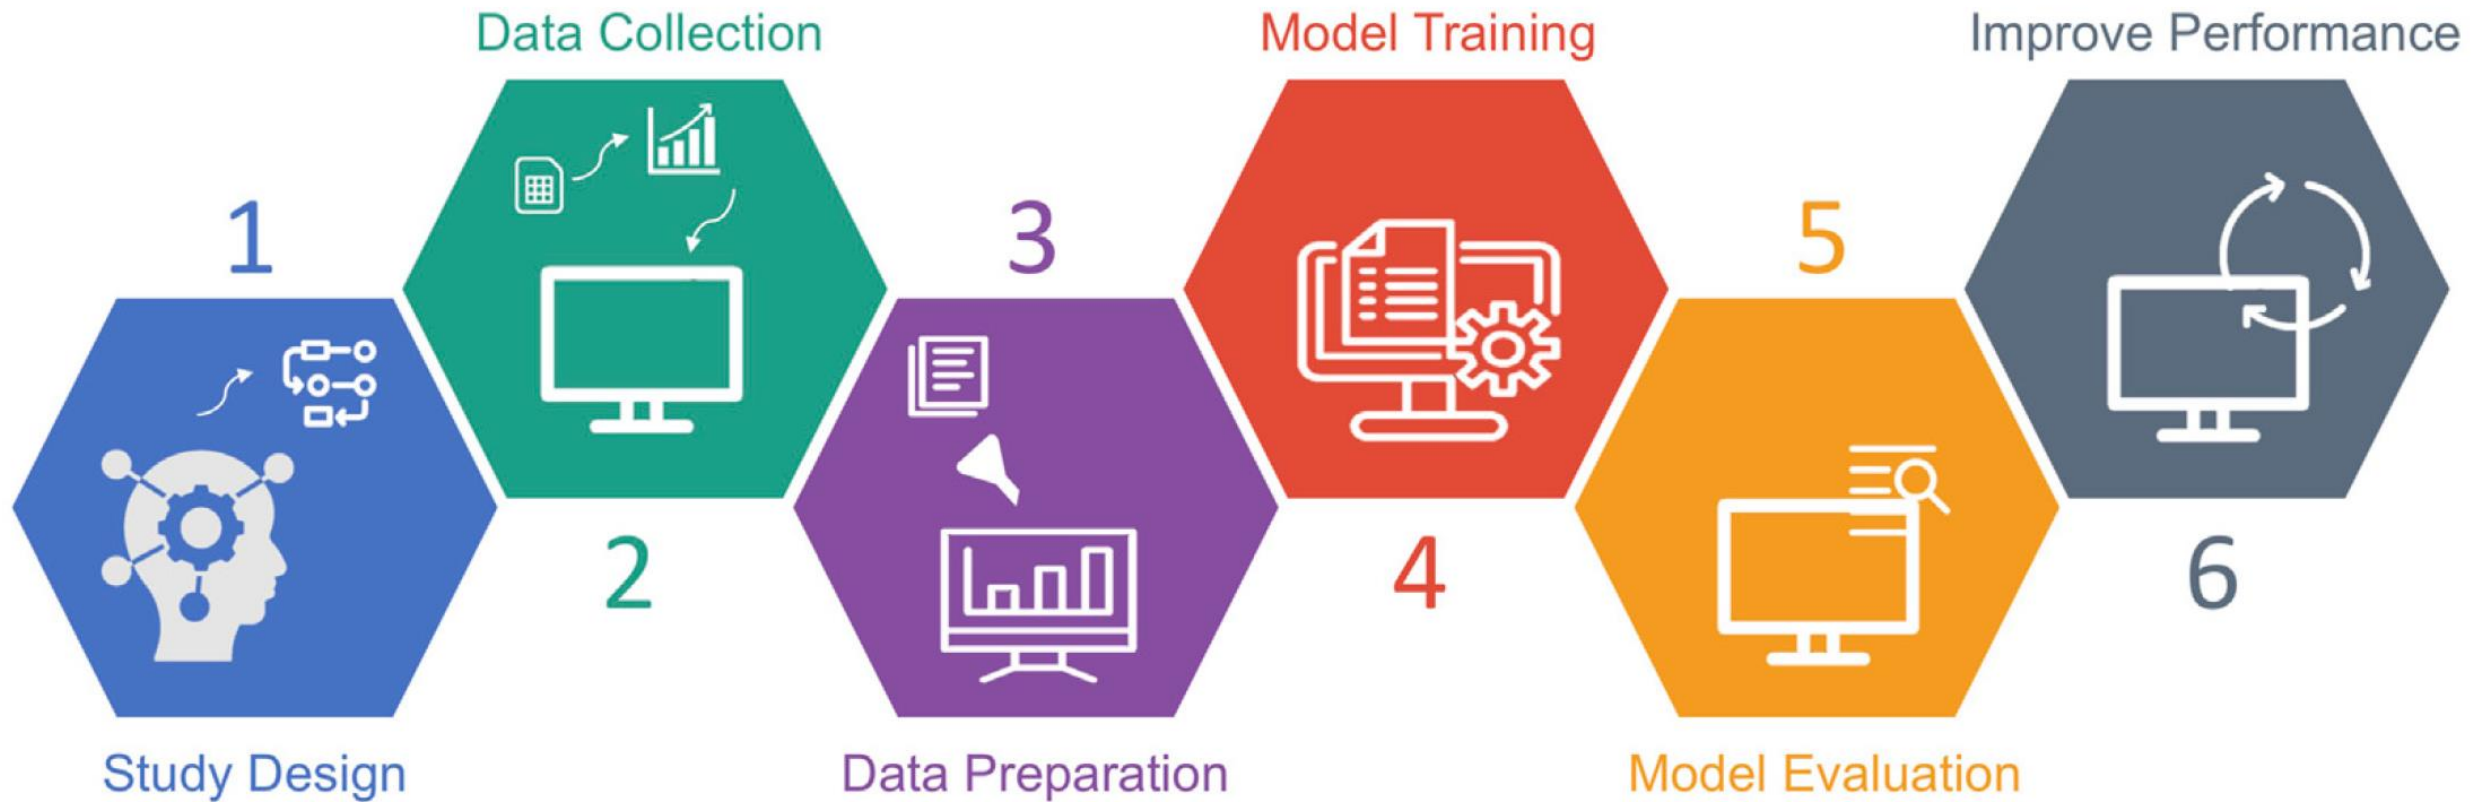 Data Collection
Model Training
Improve Performance
1
3
5
2
4
6
Study Design
Data Preparation
Model Evaluation